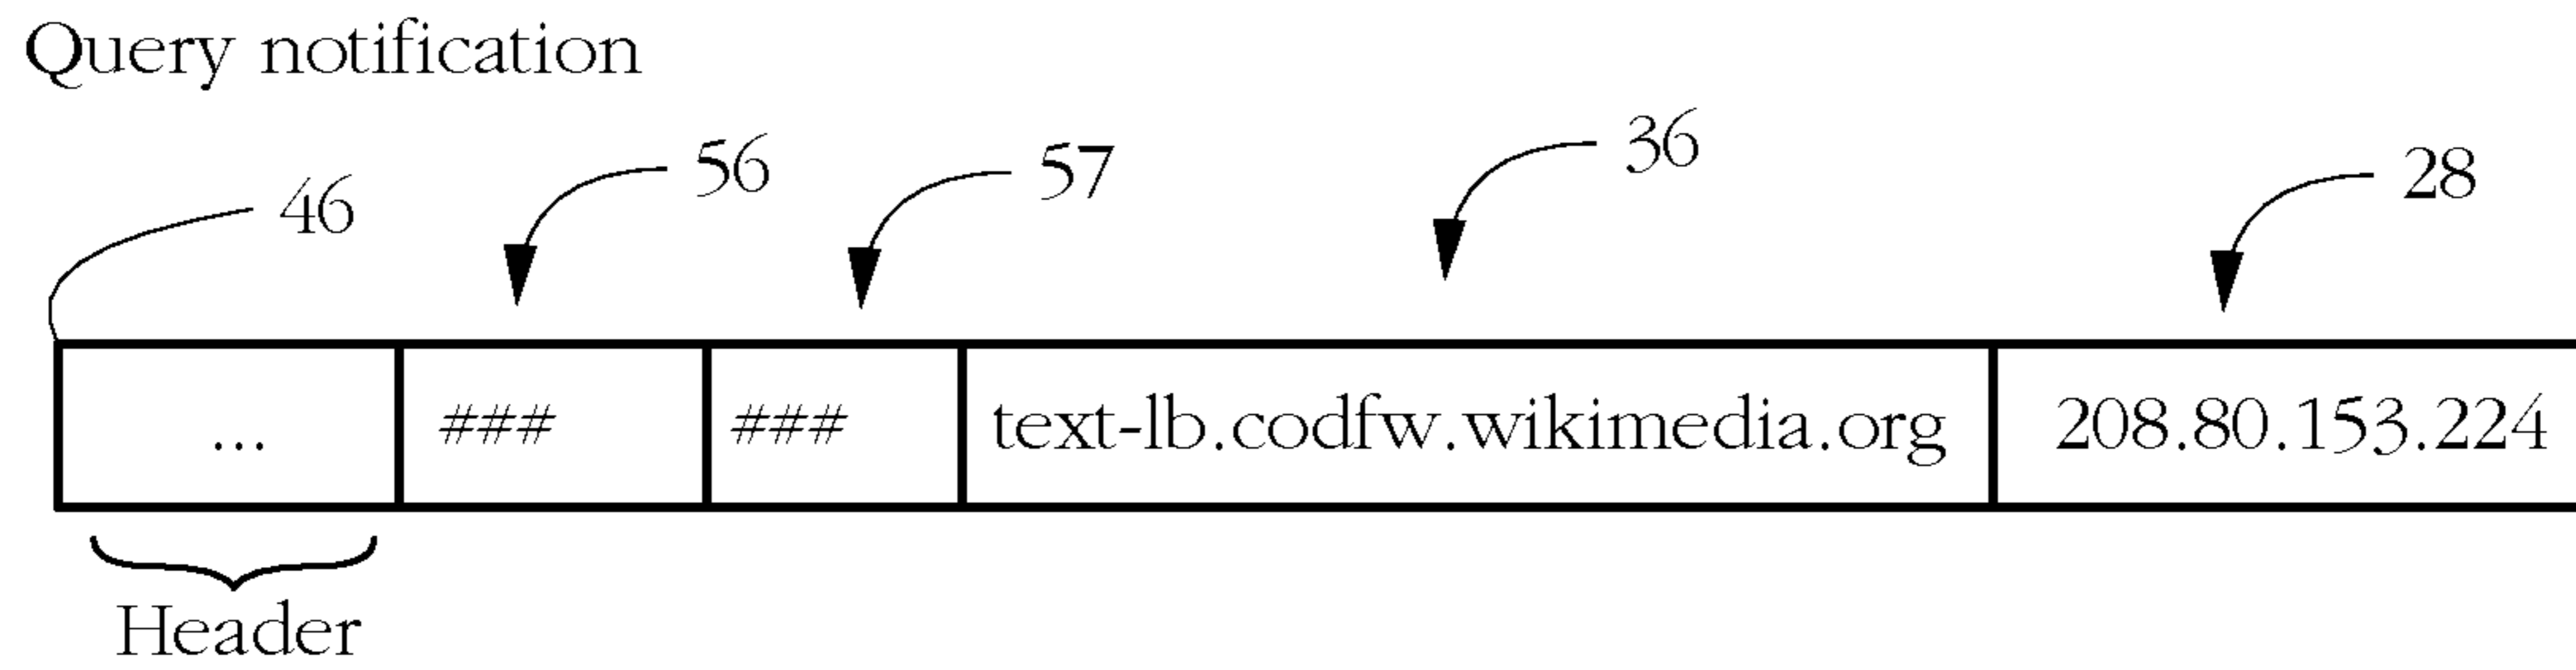 Query notification
46 56 57 36 28
... ### ### text-lb.codfw.wikimedia.org 208.80.153.224
Header